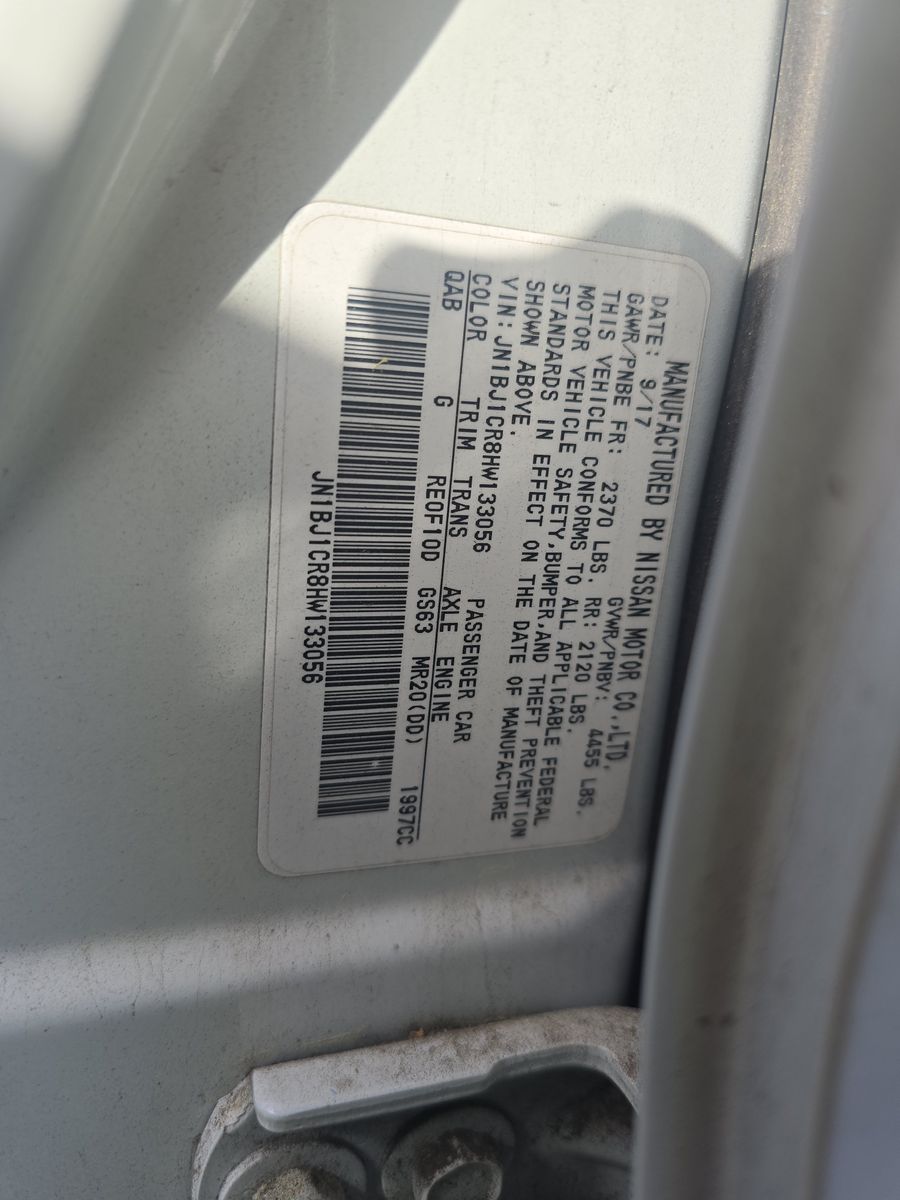 MANUFACTURED BY NISSAN MOTOR CO.,LTD.
DATE: 9/17 GVWR/PNBV: 4455 LBS.
GAWR/PNBE FR: 2370 LBS. RR: 2120 LBS.
THIS VEHICLE CONFORMS TO ALL APPLICABLE FEDERAL
MOTOR VEHICLE SAFETY,BUMPER,AND THEFT PREVENTION
STANDARDS IN EFFECT ON THE DATE OF MANUFACTURE
SHOWN ABOVE.
VIN:JN1BJ1CR8HW133056 PASSENGER CAR
COLOR TRIM TRANS AXLE ENGINE
QAB G RE0F10D GS63 MR20(DD) 1997CC
JN1BJ1CR8HW133056